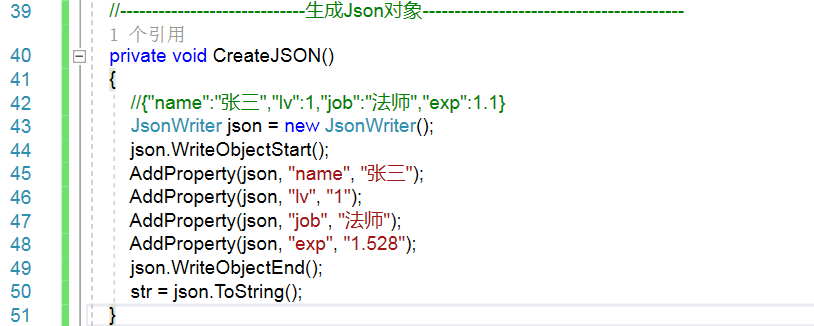 39 //-----------------------------生成Json对象-----------------------------------------
1 个引用
40 private void CreateJSON()
41 {
42 //{"name":"张三","lv":1,"job":"法师","exp":1.1}
43 JsonWriter json = new JsonWriter();
44 json.WriteObjectStart();
45 AddProperty(json, "name", "张三");
46 AddProperty(json, "lv", "1");
47 AddProperty(json, "job", "法师");
48 AddProperty(json, "exp", "1.528");
49 json.WriteObjectEnd();
50 str = json.ToString();
51 }